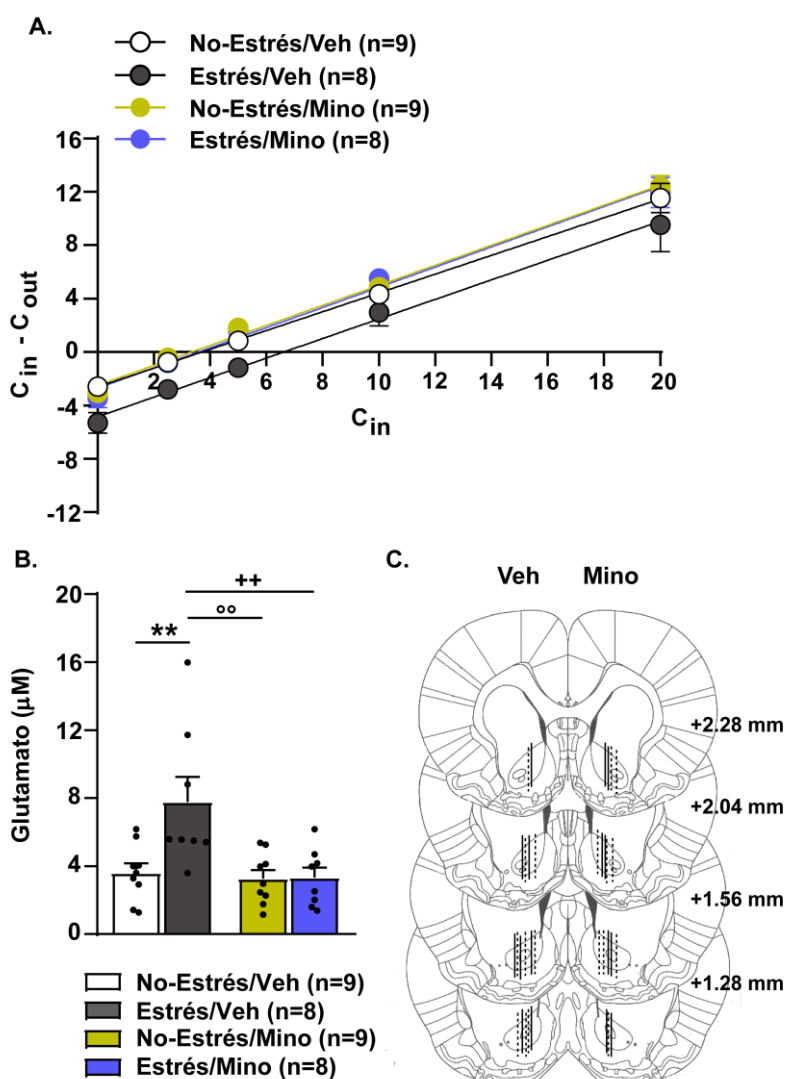 A.
No-Estrés/Veh (n=9)
Estrés/Veh (n=8)
No-Estrés/Mino (n=9)
Estrés/Mino (n=8)
16
12
8
4
0
-4
-8
-12
2
4
6
8
10
12
14
16
18
20
C in - C out
C in
B.
20
16
12
8
4
0
Glutamato (μM)
++
°°
**
No-Estrés/Veh (n=9)
Estrés/Veh (n=8)
No-Estrés/Mino (n=9)
Estrés/Mino (n=8)
C.
Veh Mino
+2.28 mm
+2.04 mm
+1.56 mm
+1.28 mm